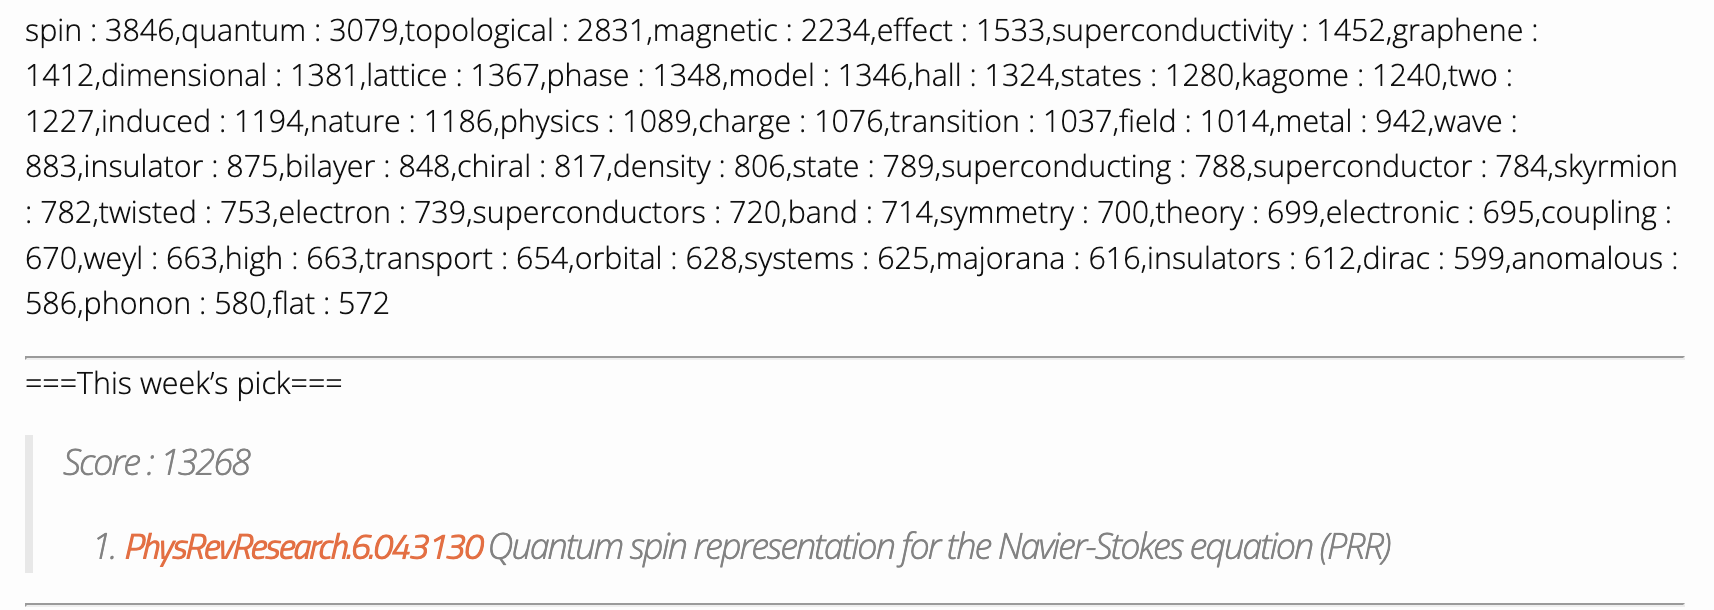 spin : 3846,quantum : 3079,topological : 2831,magnetic : 2234,effect : 1533,superconductivity : 1452,graphene :
1412,dimensional : 1381,lattice : 1367,phase : 1348,model : 1346,hall : 1324,states : 1280,kagome : 1240,two :
1227,induced : 1194,nature : 1186,physics : 1089,charge : 1076,transition : 1037,field : 1014,metal : 942,wave :
883,insulator : 875,bilayer : 848,chiral : 817,density : 806,state : 789,superconducting : 788,superconductor : 784,skyrmion
: 782,twisted : 753,electron : 739,superconductors : 720,band : 714,symmetry : 700,theory : 699,electronic : 695,coupling :
670,weyl : 663,high : 663,transport : 654,orbital : 628,systems : 625,majorana : 616,insulators : 612,dirac : 599,anomalous :
586,phonon : 580,flat : 572
===This week’s pick===
Score : 13268
1. PhysRevResearch.6.043130 Quantum spin representation for the Navier-Stokes equation (PRR)